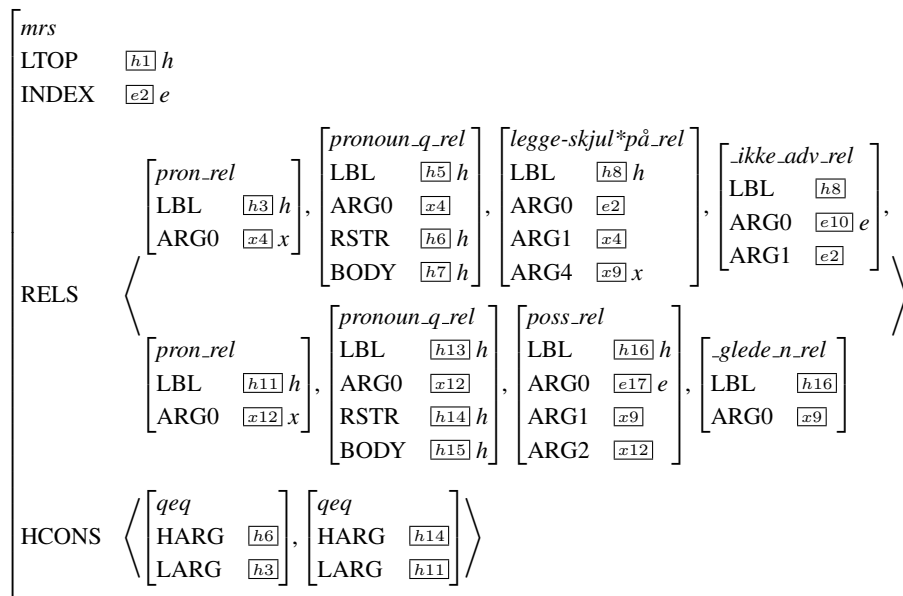 mrs
LTOP h1 h
INDEX e2 e
pron_rel pronoun_q_rel legge-skjul*på_rel _ikke_adv_rel
LBL h3 h , LBL h5 h , LBL h8 h , LBL h8 ,
ARG0 x4 x ARG0 x4 ARG0 e2 ARG0 e10 e
RSTR h6 h ARG1 x4 ARG1 e2
BODY h7 h ARG4 x9 x
RELS
pron_rel pronoun_q_rel poss_rel _glede_n_rel
LBL h11 h , LBL h13 h , LBL h16 h , LBL h16
ARG0 x12 x ARG0 x12 ARG0 e17 e ARG0 x9
RSTR h14 h ARG1 x9
BODY h15 h ARG2 x12
qeq qeq
HCONS HARG h6 , HARG h14
LARG h3 LARG h11